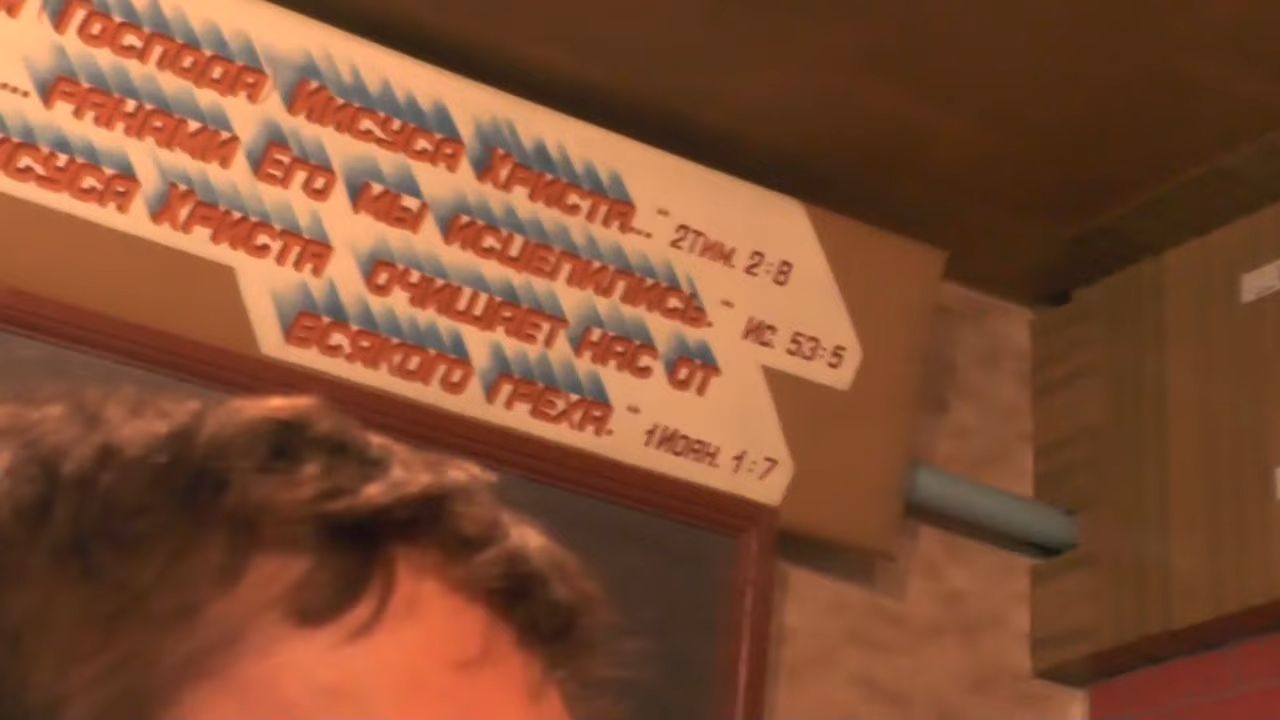 ГОСПОДА ИИСУСА ХРИСТА..." 2ТИМ. 2:8
... РАНАМИ ЕГО МЫ ИСЦЕЛИЛИСЬ." ИС. 53:5
ИСУСА ХРИСТА ОЧИЩАЕТ НАС ОТ
ВСЯКОГО ГРЕХА." 1ИОАН. 1:7